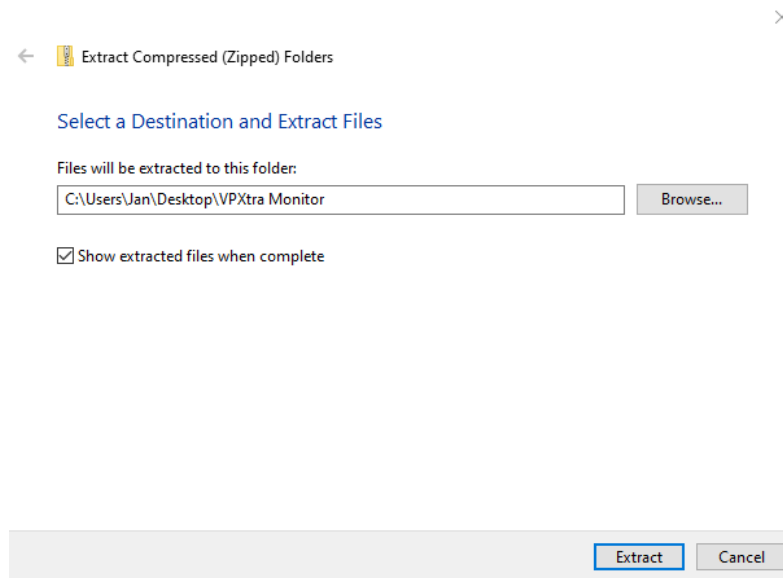 Extract Compressed (Zipped) Folders
Select a Destination and Extract Files
Files will be extracted to this folder:
C:\Users\Jan\Desktop\VPXtra Monitor
Browse...
Show extracted files when complete
Extract
Cancel